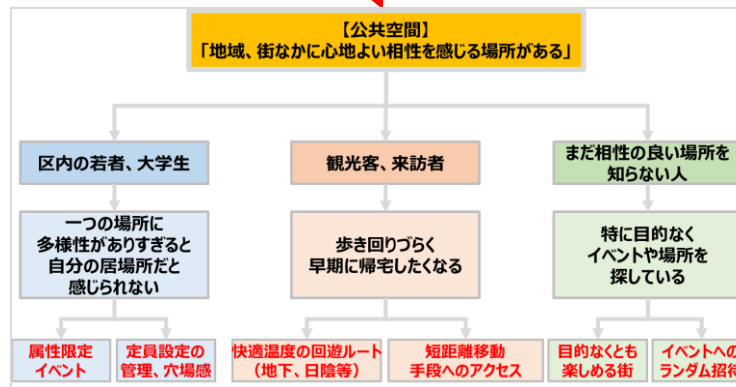 【公共空間】
「地域、街なかに心地よい相性を感じる場所がある」
区内の若者、大学生
観光客、来訪者
まだ相性の良い場所を
知らない人
一つの場所に
多様性がありすぎると
自分の居場所だと
感じられない
歩き回りづらく
早期に帰宅したくなる
特に目的なく
イベントや場所を
探している
属性限定
イベント
定員設定の
管理、穴場感
快適温度の回遊ルート
（地下、日陰等）
短距離移動
手段へのアクセス
目的なくとも
楽しめる街
イベントへの
ランダム招待